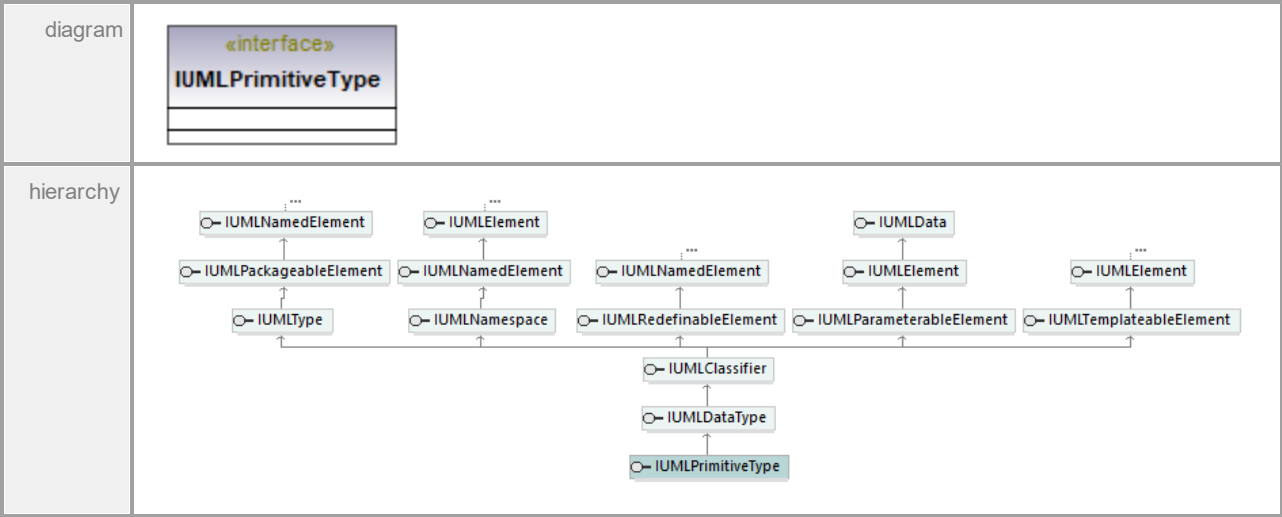 diagram
«interface»
IUMLPrimitiveType
hierarchy
... ...
IUMLNamedElement IUMLElement IUMLData
... ...
IUMLPackageableElement IUMLNamedElement IUMLNamedElement IUMLElement IUMLElement
IUMLType IUMLNamespace IUMLRedefinableElement IUMLParameterableElement IUMLTemplateableElement
IUMLClassifier
IUMLDataType
IUMLPrimitiveType